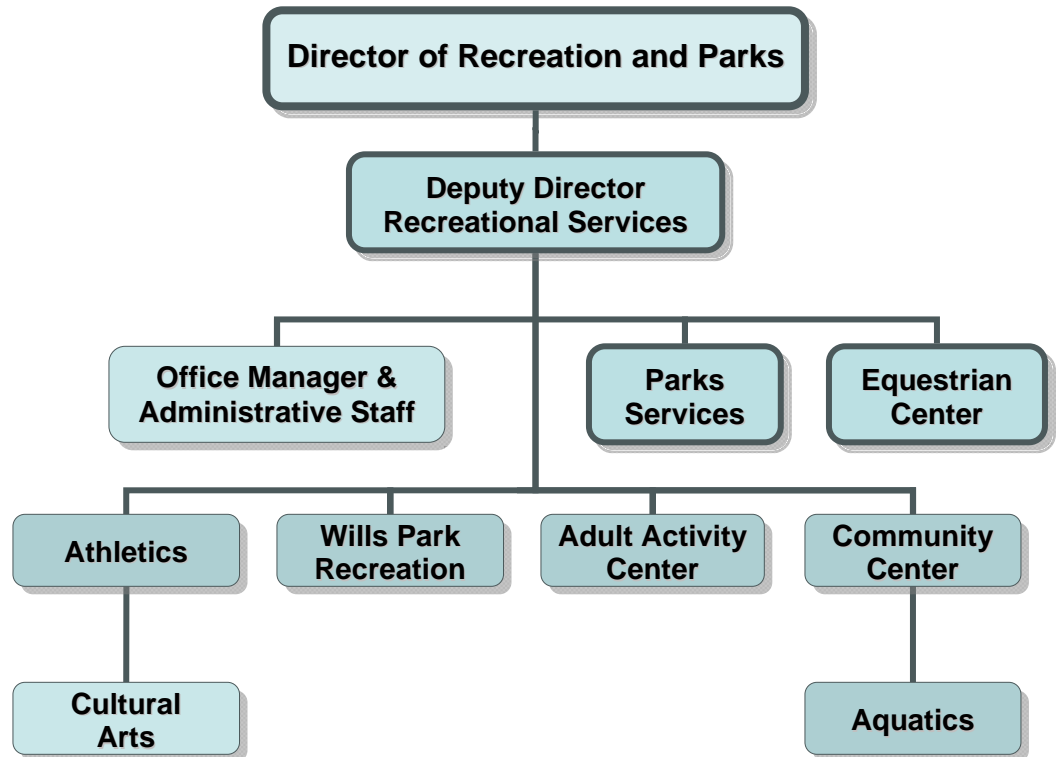 Director of Recreation and Parks
Deputy Director
Recreational Services
Office Manager &
Administrative Staff
Parks
Services
Equestrian
Center
Athletics
Wills Park
Recreation
Adult Activity
Center
Community
Center
Cultural
Arts
Aquatics